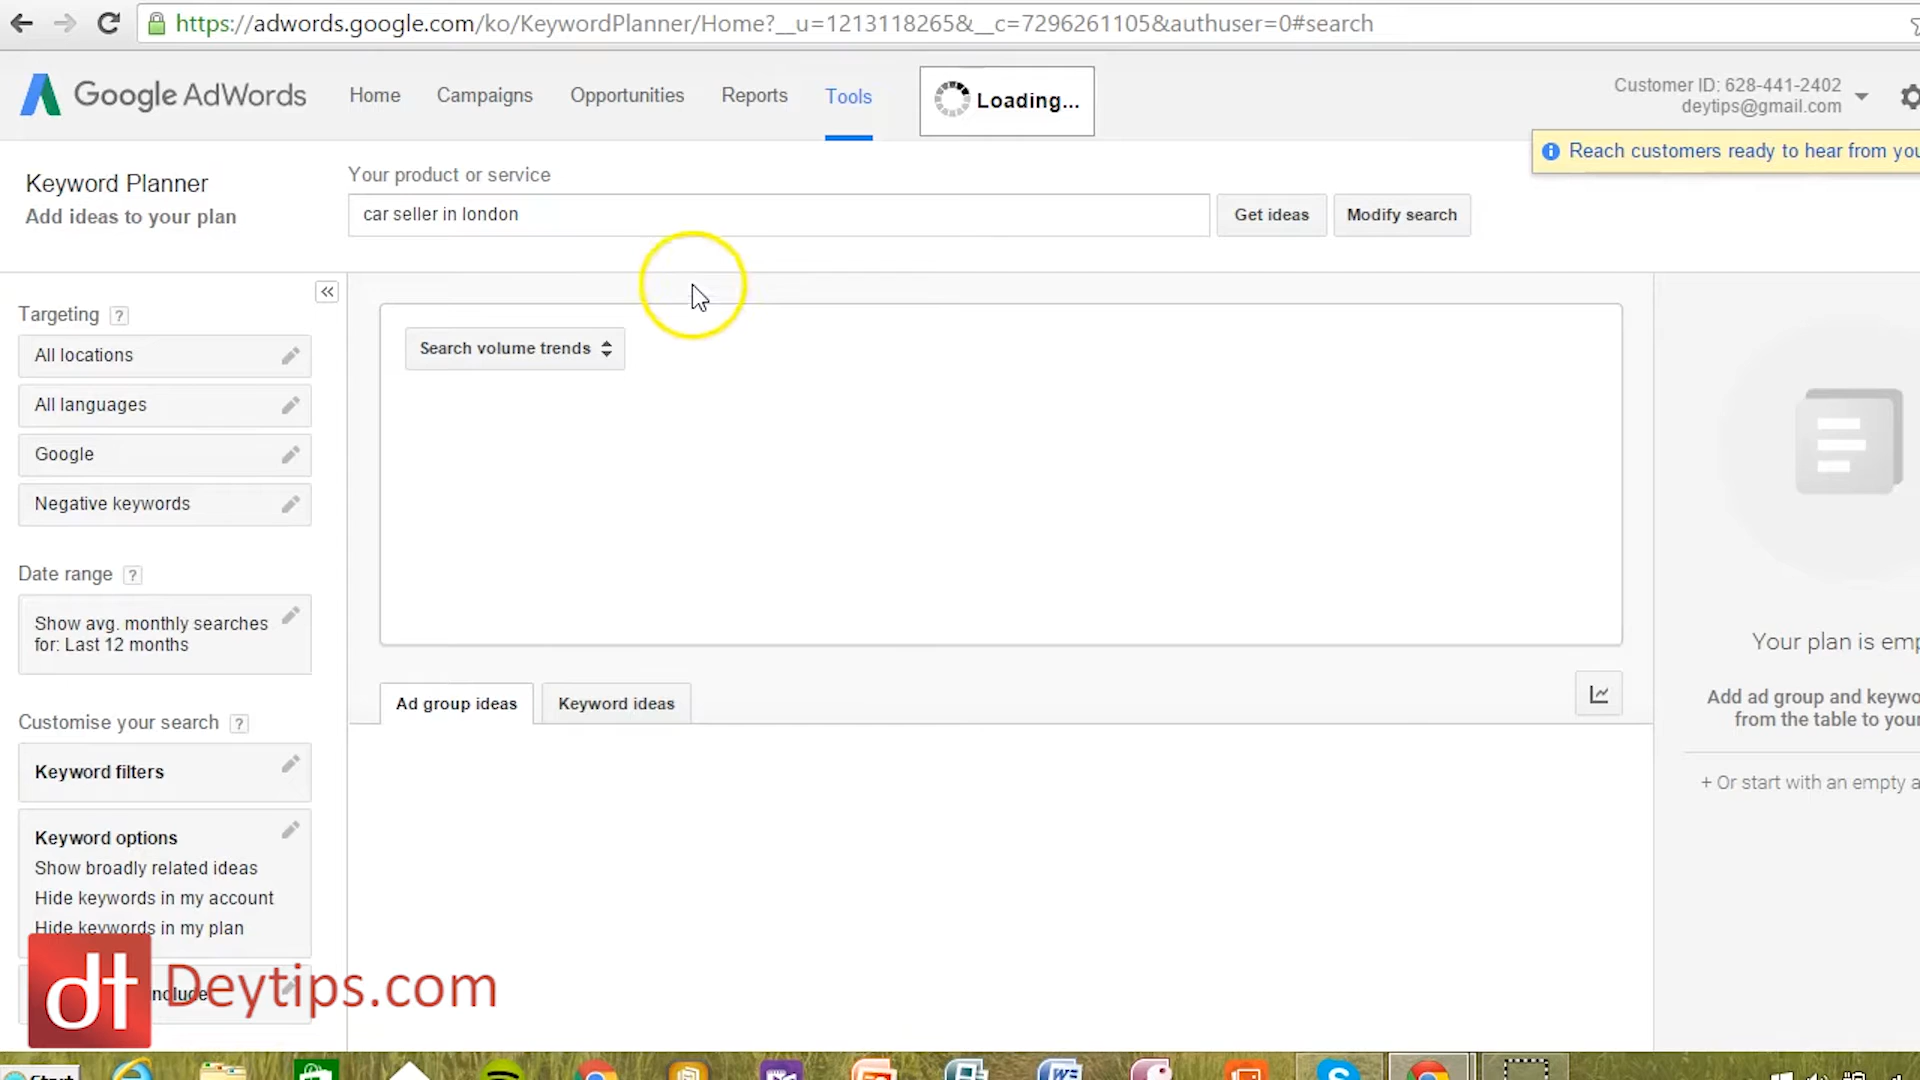 https://adwords.google.com/ko/KeywordPlanner/Home?__u=1213118265&__c=7296261105&authuser=0#search
Google AdWords
Home
Campaigns
Opportunities
Reports
Tools
Loading...
Customer ID: 628-441-2402
deytips@gmail.com
Reach customers ready to hear from you
Keyword Planner
Add ideas to your plan
Your product or service
car seller in london
Get ideas
Modify search
Targeting ?
All locations
All languages
Google
Negative keywords
Date range ?
Show avg. monthly searches
for: Last 12 months
Customise your search ?
Keyword filters
Keyword options
Show broadly related ideas
Hide keywords in my account
Hide keywords in my plan
Search volume trends
Ad group ideas
Keyword ideas
Your plan is
Add ad group and
from the table to your
+ Or start with an empty
dt Deytips.com
Start